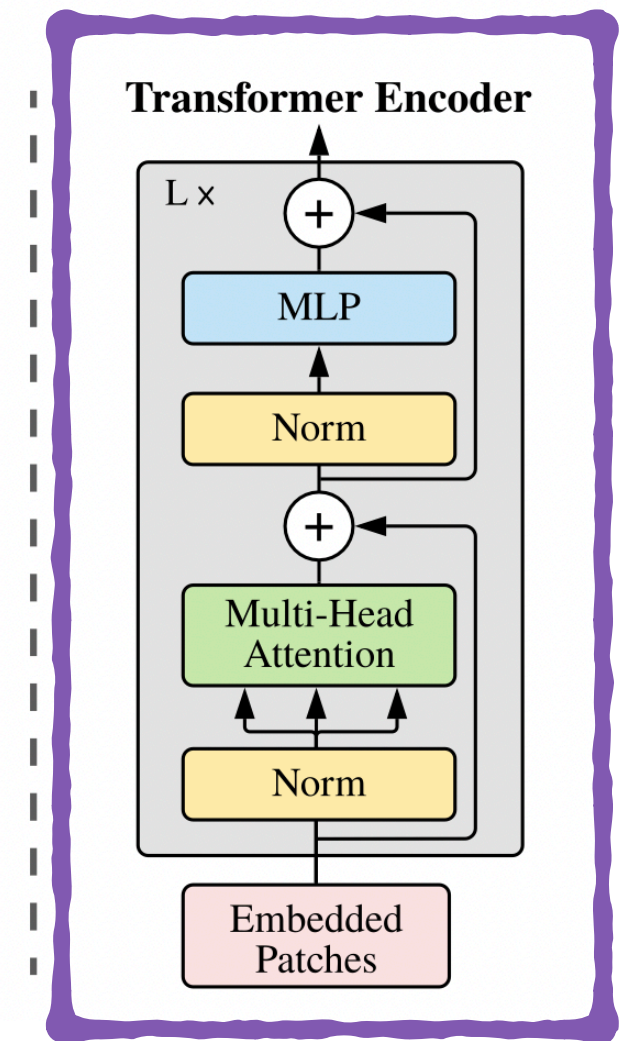 Transformer Encoder
L ×
+
MLP
Norm
+
Multi-Head
Attention
Norm
Embedded
Patches